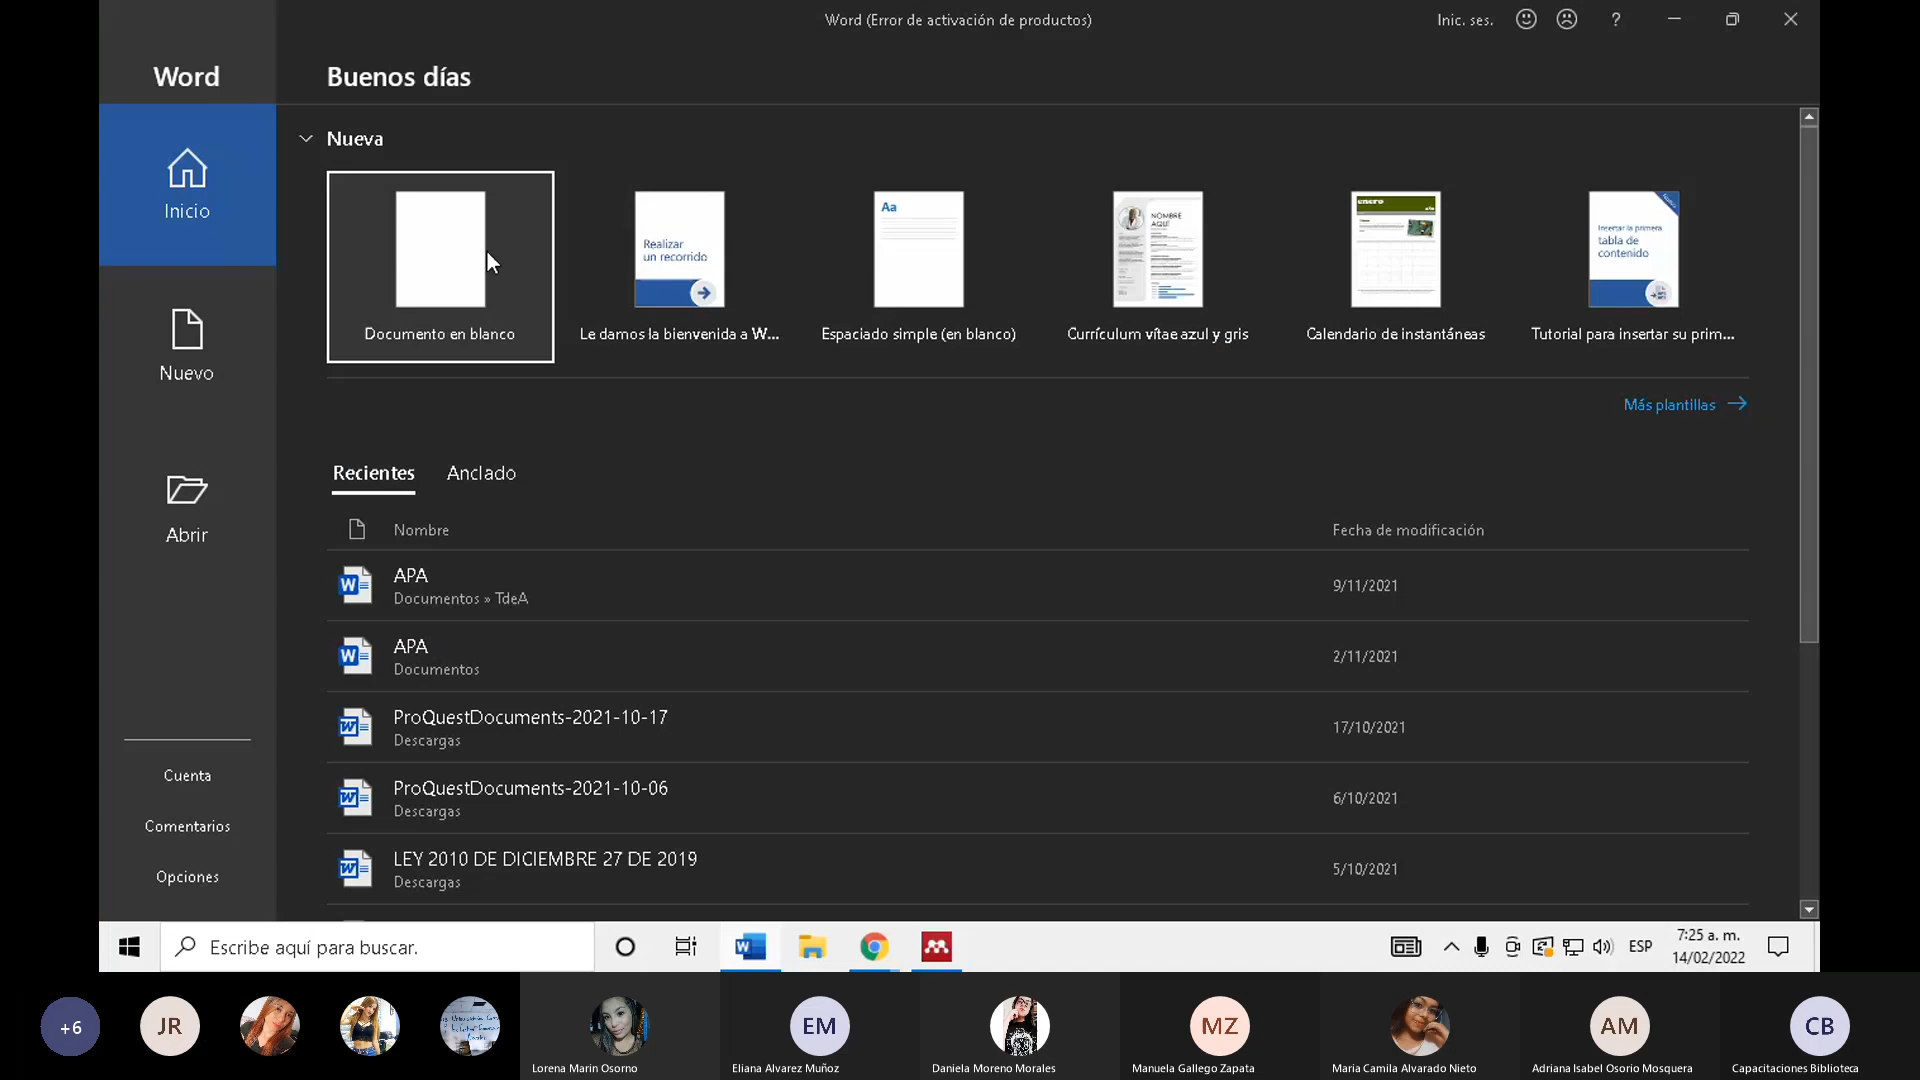 Word (Error de activación de productos)
Inic. ses.
?
Word
Buenos días
Nueva
Inicio
Nuevo
Abrir
Cuenta
Comentarios
Opciones
Realizar
un recorrido
Aa
NOMBRE
AQUÍ
enero
Insertar la primera
tabla de
contenido
Documento en blanco
Le damos la bienvenida a W...
Espaciado simple (en blanco)
Currículum vítae azul y gris
Calendario de instantáneas
Tutorial para insertar su prim...
Más plantillas
Recientes
Anclado
Nombre
Fecha de modificación
APA
Documentos » TdeA
9/11/2021
APA
Documentos
2/11/2021
ProQuestDocuments-2021-10-17
Descargas
17/10/2021
ProQuestDocuments-2021-10-06
Descargas
6/10/2021
LEY 2010 DE DICIEMBRE 27 DE 2019
Descargas
5/10/2021
Escribe aquí para buscar.
ESP
7:25 a. m.
14/02/2022
+6
JR
EM
MZ
AM
CB
Lorena Marin Osorno
Eliana Alvarez Muñoz
Daniela Moreno Morales
Manuela Gallego Zapata
Maria Camila Alvarado Nieto
Adriana Isabel Osorio Mosquera
Capacitaciones Biblioteca